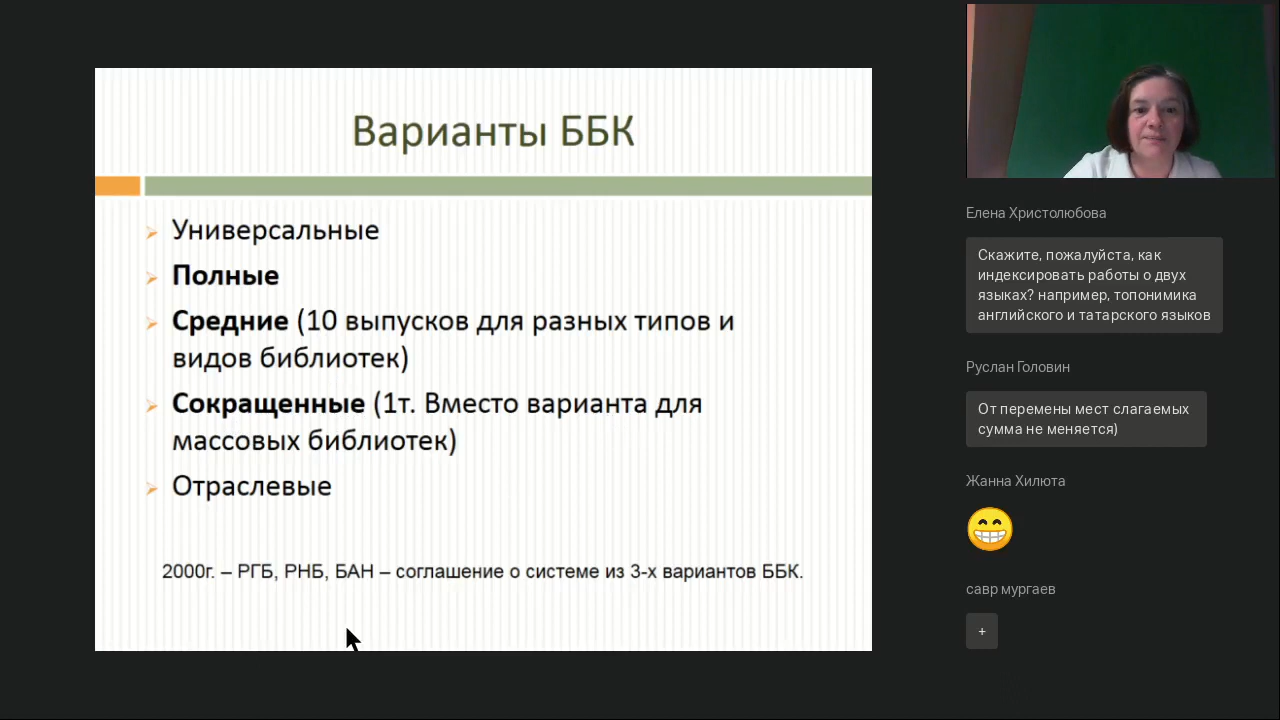 Варианты ББК
Универсальные
Полные
Средние (10 выпусков для разных типов и
видов библиотек)
Сокращенные (1т. Вместо варианта для
массовых библиотек)
Отраслевые
2000г. – РГБ, РНБ, БАН – соглашение о системе из 3-х вариантов ББК.
Елена Христолюбова
Скажите, пожалуйста, как
индексировать работы о двух
языках? например, топонимика
английского и татарского языков
Руслан Головин
От перемены мест слагаемых
сумма не меняется)
Жанна Хилюта
савр мургаев
+